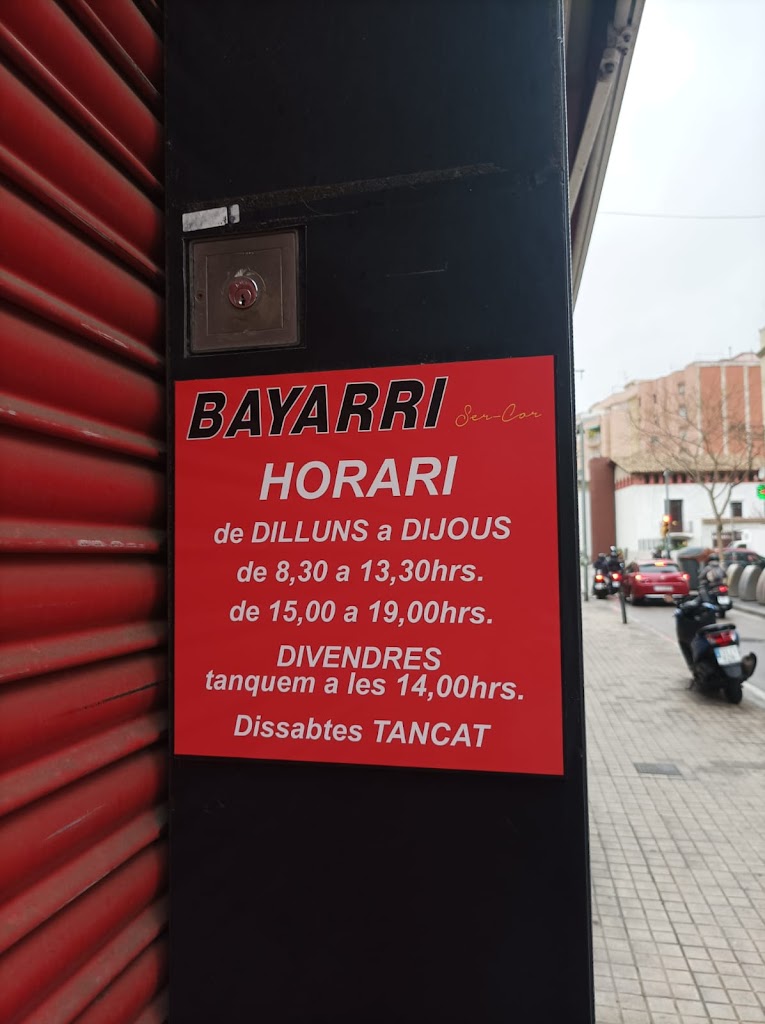 BAYARRI Ser-Cor
HORARI
de DILLUNS a DIJOUS
de 8,30 a 13,30hrs.
de 15,00 a 19,00hrs.
DIVENDRES
tanquem a les 14,00hrs.
Dissabtes TANCAT